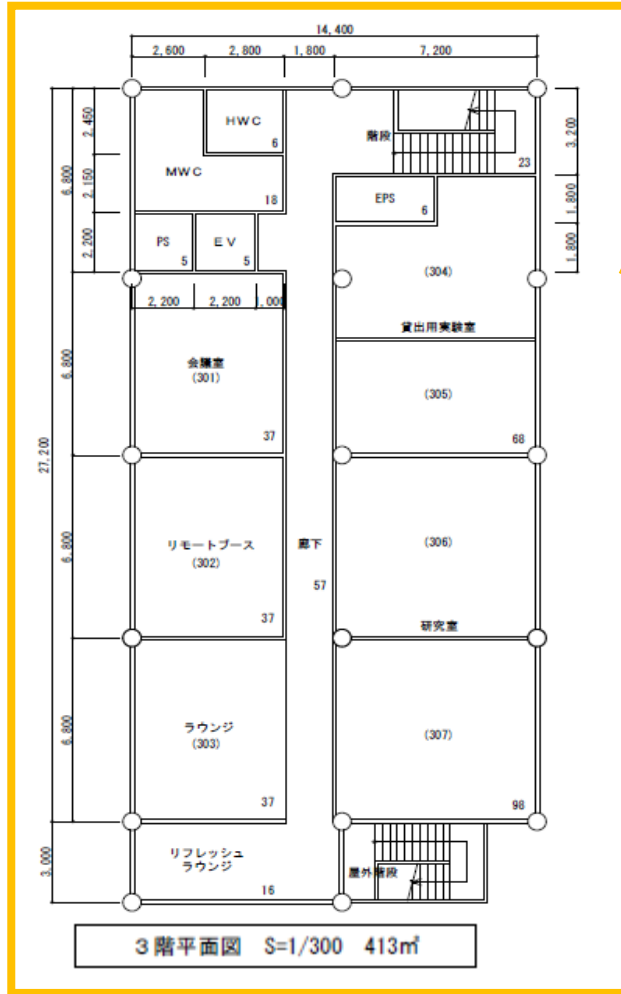 14,400
2,600 2,800 1,800 7,200
HWC
6
階段
23
MWC
18
EPS
6
PS
5
EV
5
2,450
2,150
2,200
6,800
3,200
1,800
1,800
(304)
貸出用実験室
2,200 2,200 1,000
会議室
(301)
37
6,800
(305)
68
27,200
リモートブース
(302)
37
6,800
廊下
57
(306)
研究室
ラウンジ
(303)
37
6,800
(307)
98
リフレッシュ
ラウンジ
16
3,000
屋外階段
3階平面図 S=1/300 413㎡